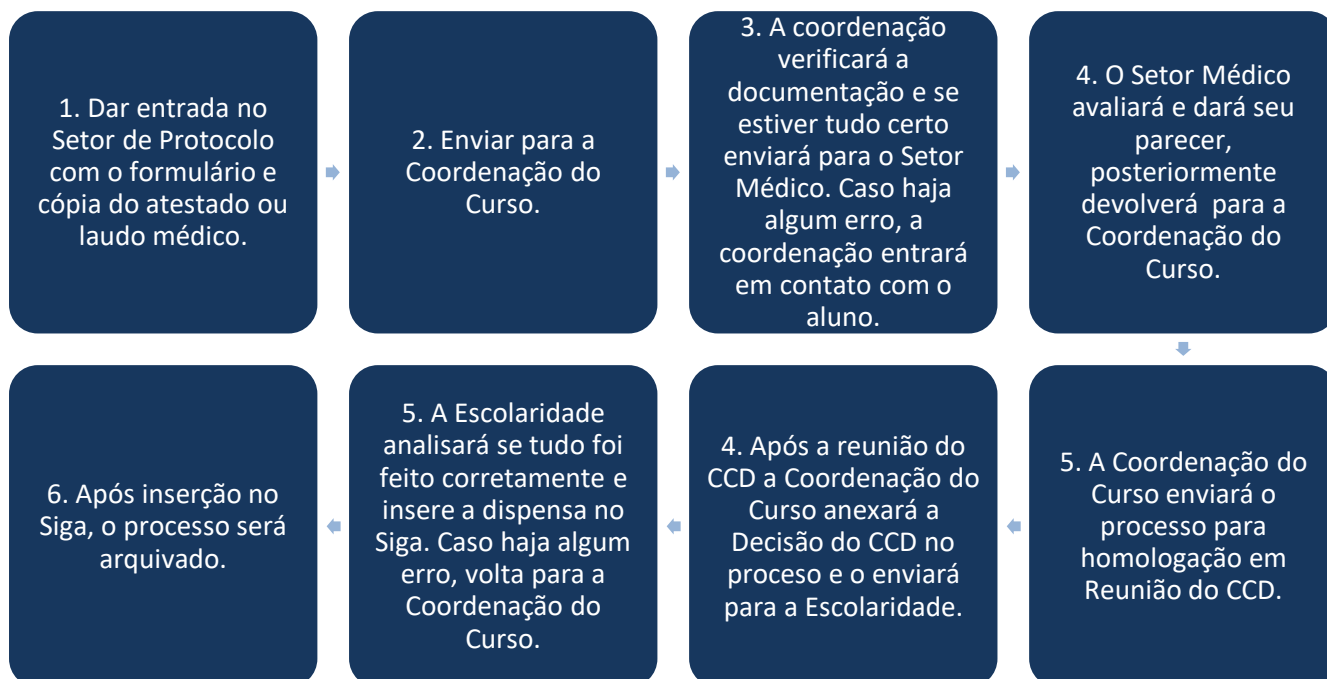 1. Dar entrada no
Setor de Protocolo
com o formulário e
cópia do atestado ou
laudo médico.
2. Enviar para a
Coordenação do
Curso.
3. A coordenação
verificará a
documentação e se
estiver tudo certo
enviará para o Setor
Médico. Caso haja
algum erro, a
coordenação entrará
em contato com o
aluno.
4. O Setor Médico
avaliará e dará seu
parecer,
posteriormente
devolverá para a
Coordenação do
Curso.
5. A Coordenação do
Curso enviará o
processo para
homologação em
Reunião do CCD.
4. Após a reunião do
CCD a Coordenação do
Curso anexará a
Decisão do CCD no
proceso e o enviará
para a Escolaridade.
5. A Escolaridade
analisará se tudo foi
feito corretamente e
insere a dispensa no
Siga. Caso haja algum
erro, volta para a
Coordenação do
Curso.
6. Após inserção no
Siga, o processo será
arquivado.